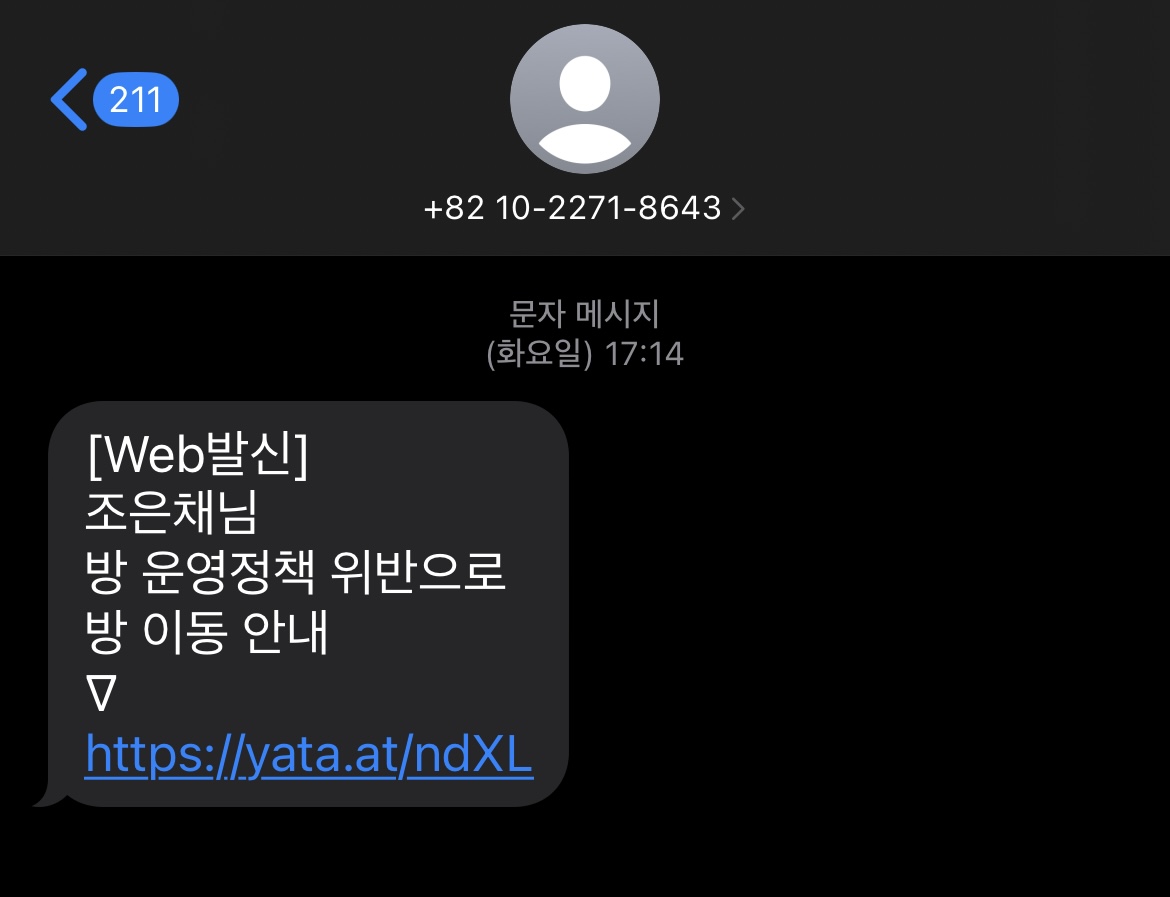 211
+82 10-2271-8643
문자 메시지
(화요일) 17:14
[Web발신]
조은채님
방 운영정책 위반으로
방 이동 안내
∇
https://yata.at/ndXL